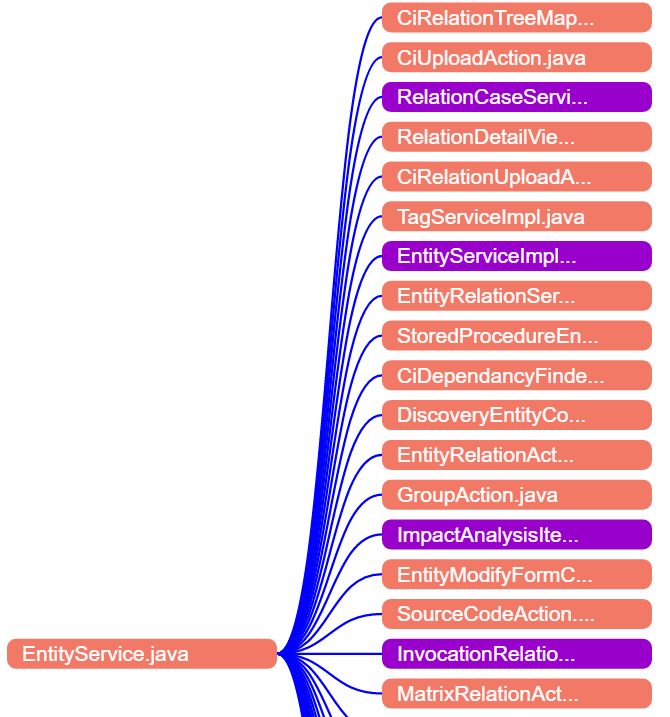 CiRelationTreeMap...
CiUploadAction.java
RelationCaseServi...
RelationDetailVie...
CiRelationUploadA...
TagServiceImpl.java
EntityServiceImpl...
EntityRelationSer...
StoredProcedureEn...
CiDependancyFinde...
DiscoveryEntityCo...
EntityRelationAct...
GroupAction.java
ImpactAnalysisIte...
EntityModifyFormC...
SourceCodeAction....
EntityService.java
InvocationRelatio...
MatrixRelationAct...